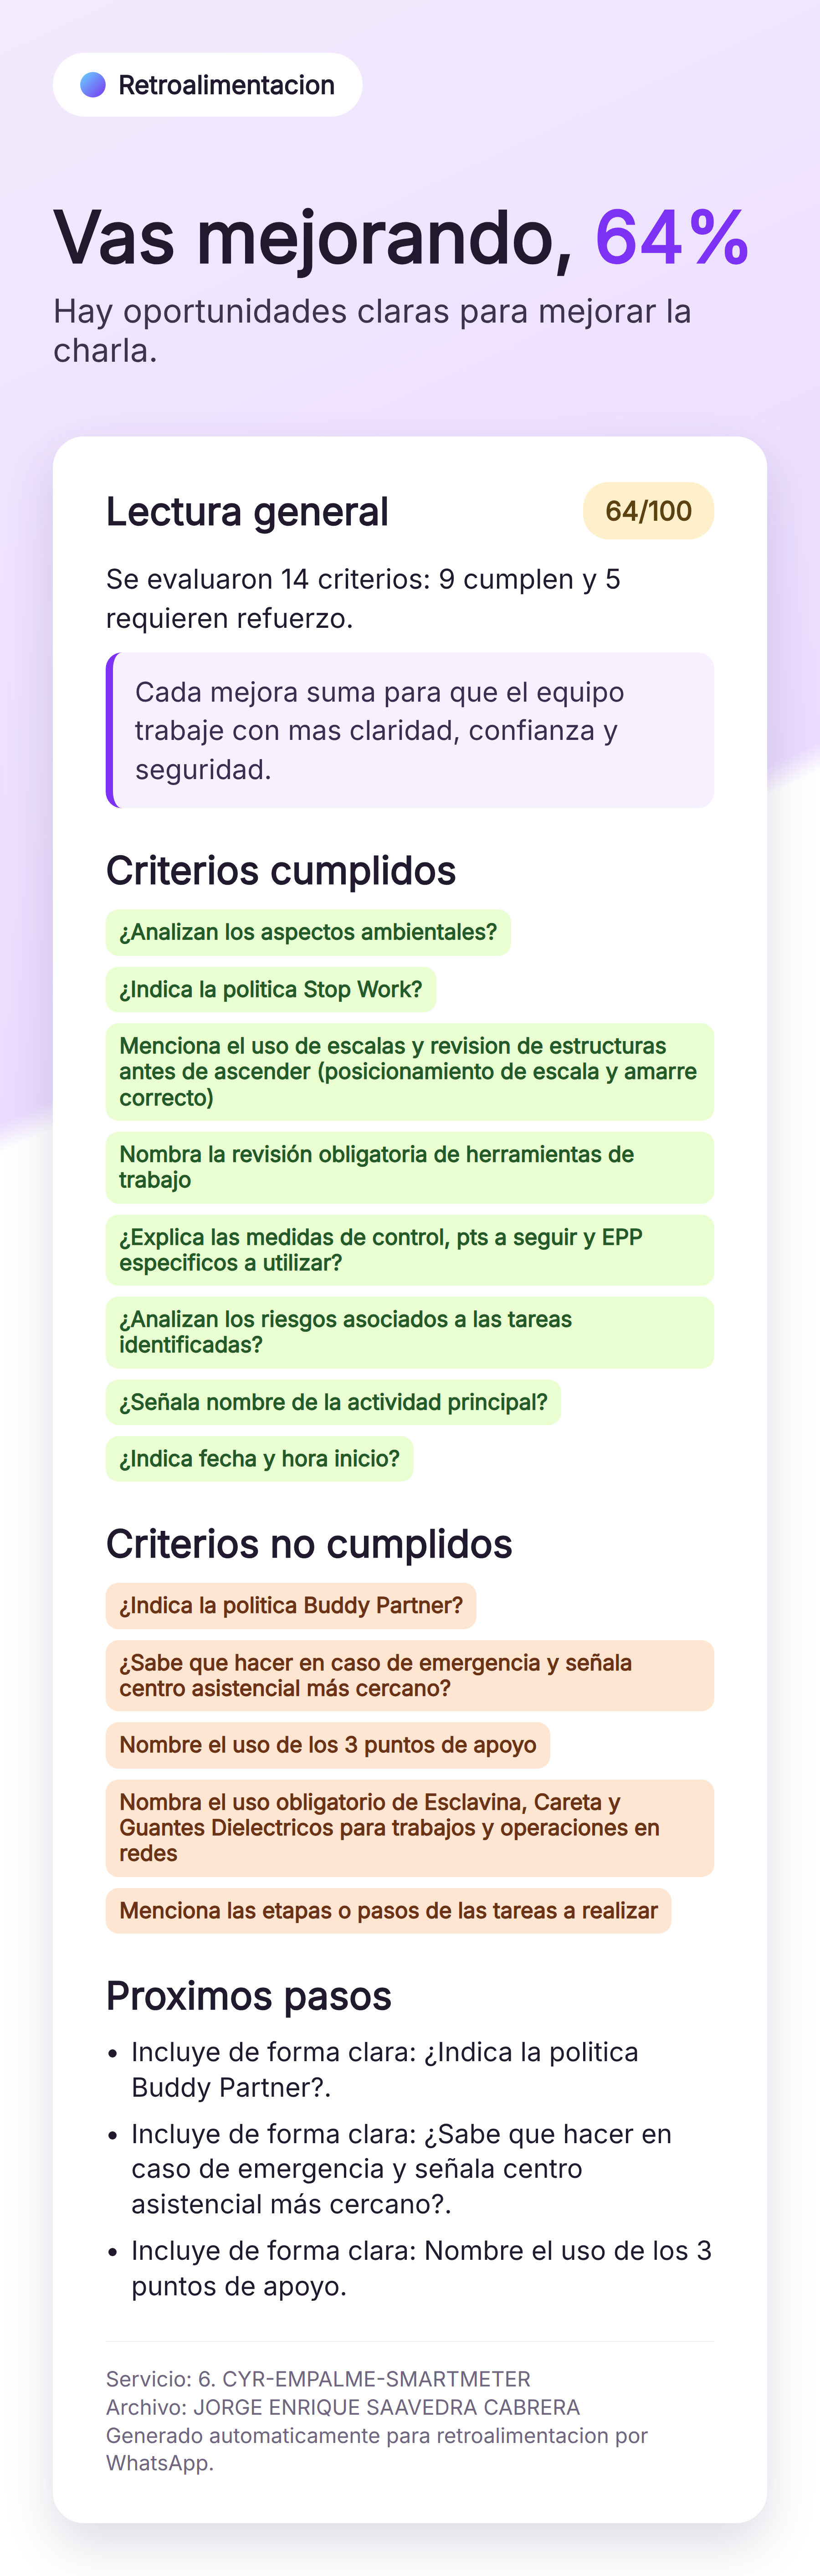 Retroalimentacion
Vas mejorando, 64%
Hay oportunidades claras para mejorar la
charla.
Lectura general
64/100
Se evaluaron 14 criterios: 9 cumplen y 5
requieren refuerzo.
Cada mejora suma para que el equipo
trabaje con mas claridad, confianza y
seguridad.
Criterios cumplidos
¿Analizan los aspectos ambientales?
¿Indica la politica Stop Work?
Menciona el uso de escalas y revision de estructuras
antes de ascender (posicionamiento de escala y amarre
correcto)
Nombra la revisión obligatoria de herramientas de
trabajo
¿Explica las medidas de control, pts a seguir y EPP
especificos a utilizar?
¿Analizan los riesgos asociados a las tareas
identificadas?
¿Señala nombre de la actividad principal?
¿Indica fecha y hora inicio?
Criterios no cumplidos
¿Indica la politica Buddy Partner?
¿Sabe que hacer en caso de emergencia y señala
centro asistencial más cercano?
Nombre el uso de los 3 puntos de apoyo
Nombra el uso obligatorio de Esclavina, Careta y
Guantes Dielectricos para trabajos y operaciones en
redes
Menciona las etapas o pasos de las tareas a realizar
Proximos pasos
• Incluye de forma clara: ¿Indica la politica
Buddy Partner?.
• Incluye de forma clara: ¿Sabe que hacer en
caso de emergencia y señala centro
asistencial más cercano?.
• Incluye de forma clara: Nombre el uso de los 3
puntos de apoyo.
Servicio: 6. CYR-EMPALME-SMARTMETER
Archivo: JORGE ENRIQUE SAAVEDRA CABRERA
Generado automaticamente para retroalimentacion por
WhatsApp.